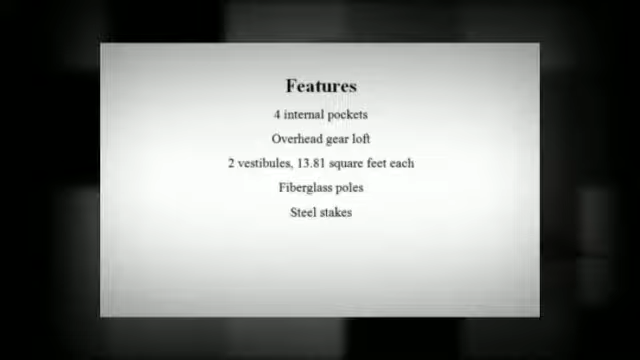 Features
4 internal pockets
Overhead gear loft
2 vestibules, 13.81 square feet each
Fiberglass poles
Steel stakes